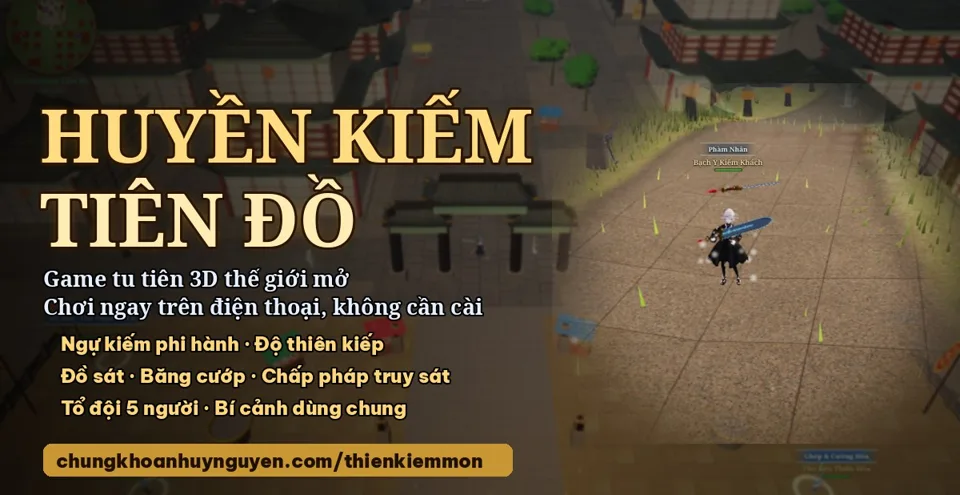 HUYỀN KIẾM
TIÊN ĐỒ
Game tu tiên 3D thế giới mở
Chơi ngay trên điện thoại, không cần cài
Ngự kiếm phi hành · Độ thiên kiếp
Đồ sát · Băng cướp · Chấp pháp truy sát
Tổ đội 5 người · Bí cảnh dùng chung
chungkhoanhuynguyen.com/thienkiemmon
Phàm Nhân
Bạch Y Kiếm Khách